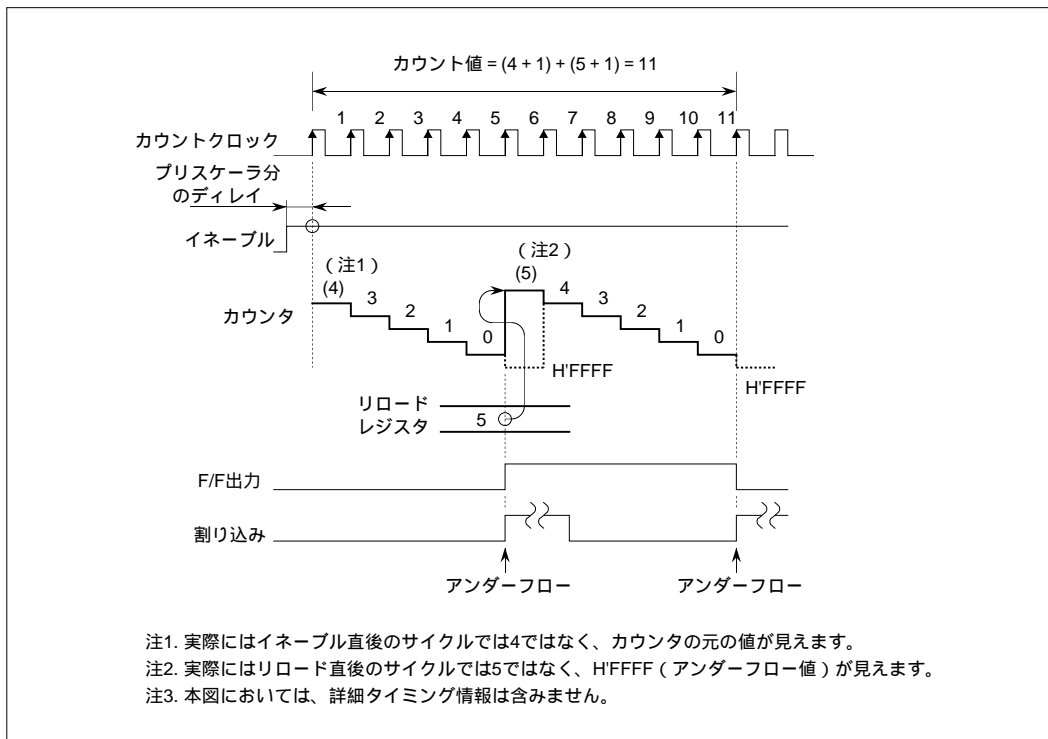 カウント値 = (4 + 1) + (5 + 1) = 11
1 2 3 4 5 6 7 8 9 10 11
カウントクロック
プリスケーラ分
のディレイ
イネーブル
（注1）
(4) 3 2 1 0
（注2）
(5) 4 3 2 1 0
カウンタ
H'FFFF
H'FFFF
リロード
レジスタ
5
F/F出力
割り込み
アンダーフロー
アンダーフロー
注1. 実際にはイネーブル直後のサイクルでは4ではなく、カウンタの元の値が見えます。
注2. 実際にはリロード直後のサイクルでは5ではなく、H'FFFF（アンダーフロー値）が見えます。
注3. 本図においては、詳細タイミング情報は含みません。